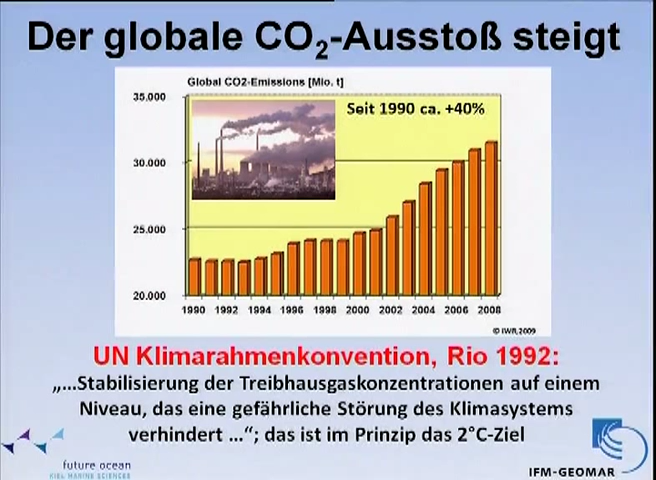 Der globale CO₂-Ausstoß steigt
Global CO2-Emissions [Mio. t]
Seit 1990 ca. +40%
35.000
30.000
25.000
20.000
1990 1992 1994 1996 1998 2000 2002 2004 2006 2008
© IWR, 2009
UN Klimarahmenkonvention, Rio 1992:
„...Stabilisierung der Treibhausgaskonzentrationen auf einem
Niveau, das eine gefährliche Störung des Klimasystems
verhindert ...“; das ist im Prinzip das 2°C-Ziel
future ocean
KIEL MARINE SCIENCES
IFM-GEOMAR